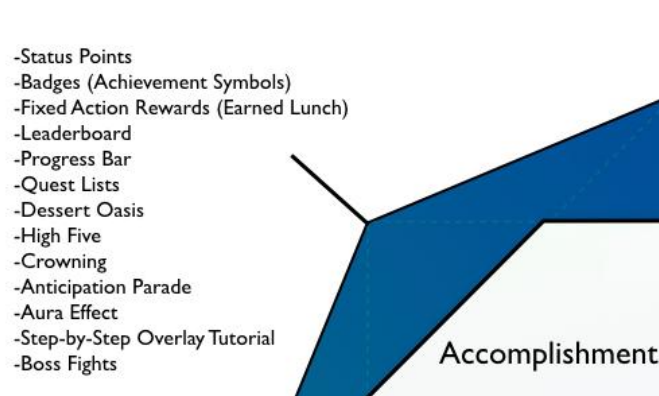 -Status Points
-Badges (Achievement Symbols)
-Fixed Action Rewards (Earned Lunch)
-Leaderboard
-Progress Bar
-Quest Lists
-Dessert Oasis
-High Five
-Crowning
-Anticipation Parade
-Aura Effect
-Step-by-Step Overlay Tutorial
-Boss Fights
Accomplishment